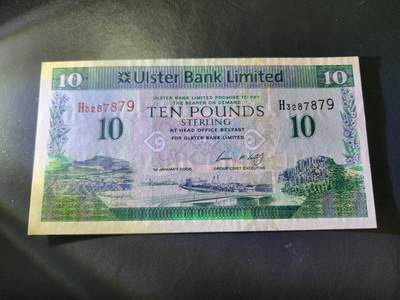 10 Ulster Bank Limited 10
ULSTER BANK LIMITED PROMISE TO PAY
THE BEARER ON DEMAND
H3287879 TEN POUNDS H3287879
STERLING
10 AT HEAD OFFICE BELFAST 10
FOR ULSTER BANK LIMITED
GROUP CHIEF EXECUTIVE